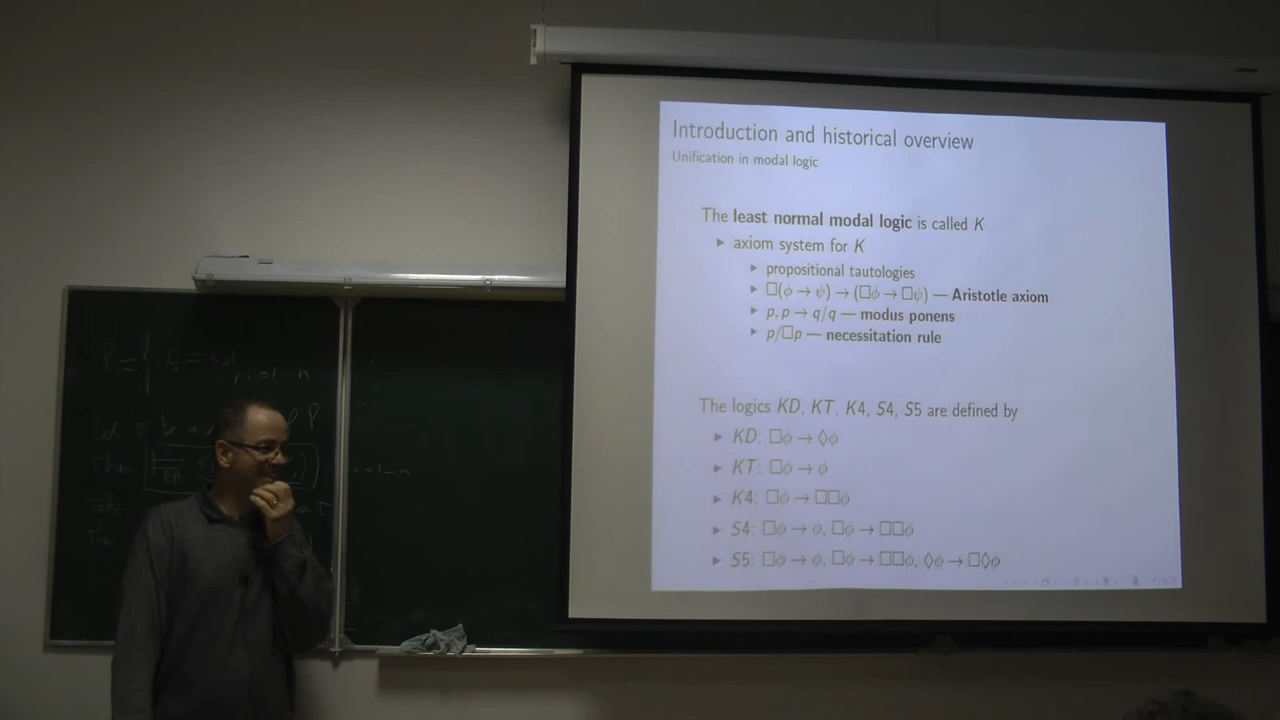 Introduction and historical overview
Unification in modal logic
The least normal modal logic is called K
▸ axiom system for K
▸ propositional tautologies
▸ □(ϕ → ψ) → (□ϕ → □ψ) — Aristotle axiom
▸ p, p → q/q — modus ponens
▸ p/□p — necessitation rule
The logics KD, KT, K4, S4, S5 are defined by
▸ KD: □ϕ → ◊ϕ
▸ KT: □ϕ → ϕ
▸ K4: □ϕ → □□ϕ
▸ S4: □ϕ → ϕ, □ϕ → □□ϕ
▸ S5: □ϕ → ϕ, □ϕ → □□ϕ, ◊ϕ → □◊ϕ
Let σ be a